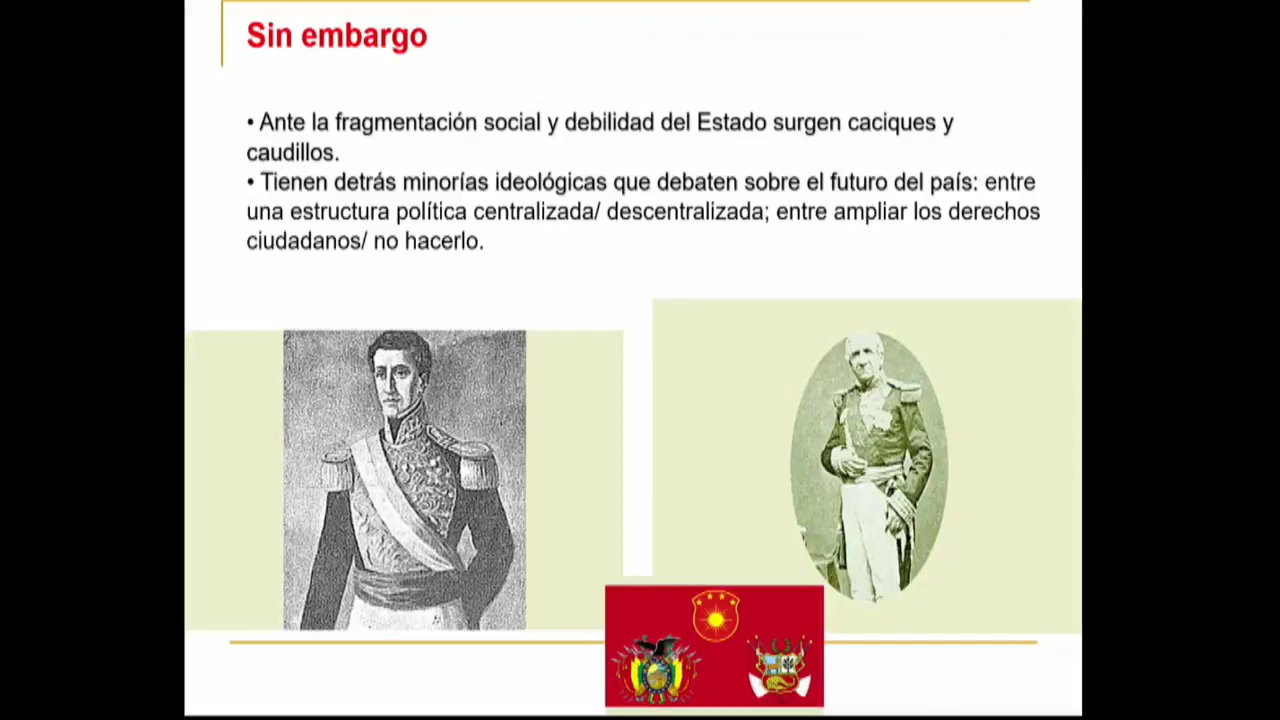 Sin embargo
• Ante la fragmentación social y debilidad del Estado surgen caciques y
caudillos.
• Tienen detrás minorías ideológicas que debaten sobre el futuro del país: entre
una estructura política centralizada/ descentralizada; entre ampliar los derechos
ciudadanos/ no hacerlo.